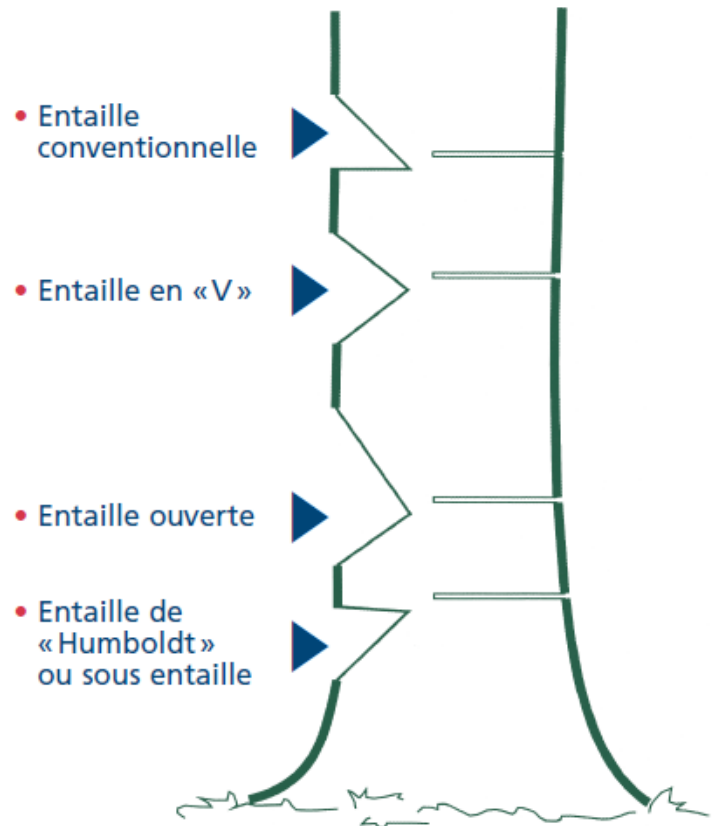 • Entaille
conventionnelle
• Entaille en «V»
• Entaille ouverte
• Entaille de
«Humboldt»
ou sous entaille